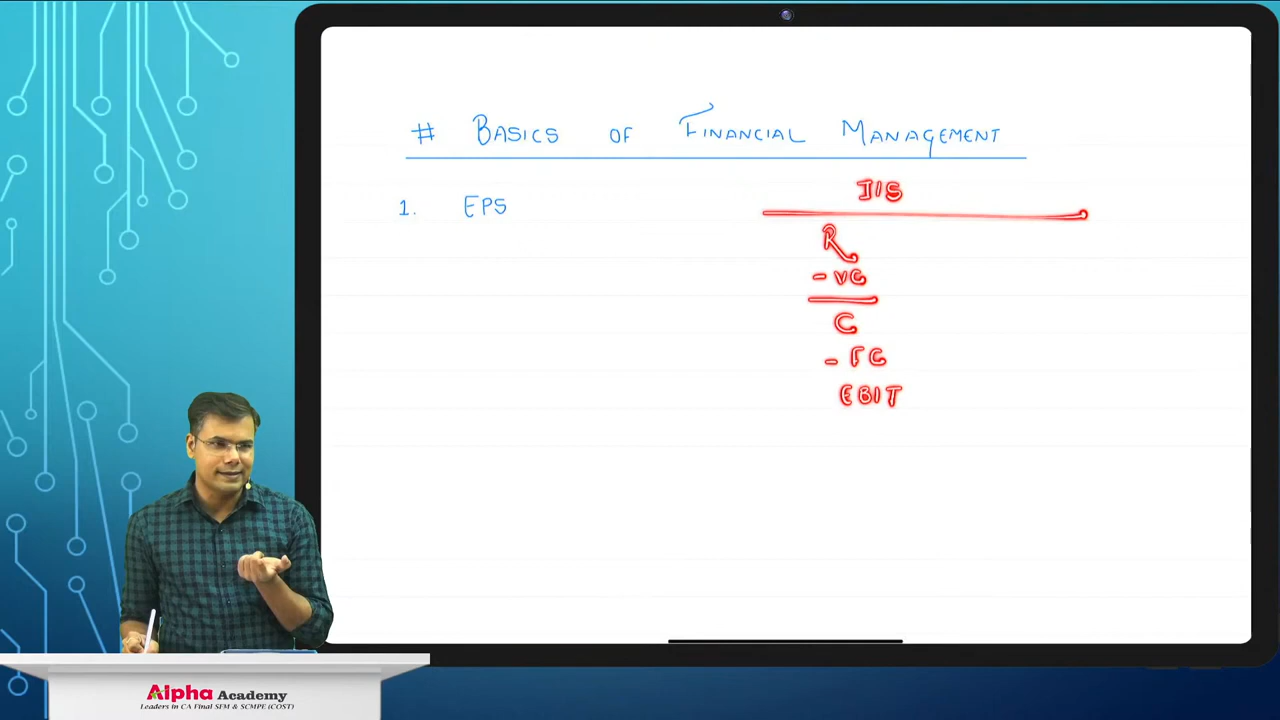 # BASICS OF FINANCIAL MANAGEMENT
1. EPS
I/S
R
- VC
C
- FC
EBIT
Alpha Academy
Leaders in CA Final SFM & SCMPE (COST)